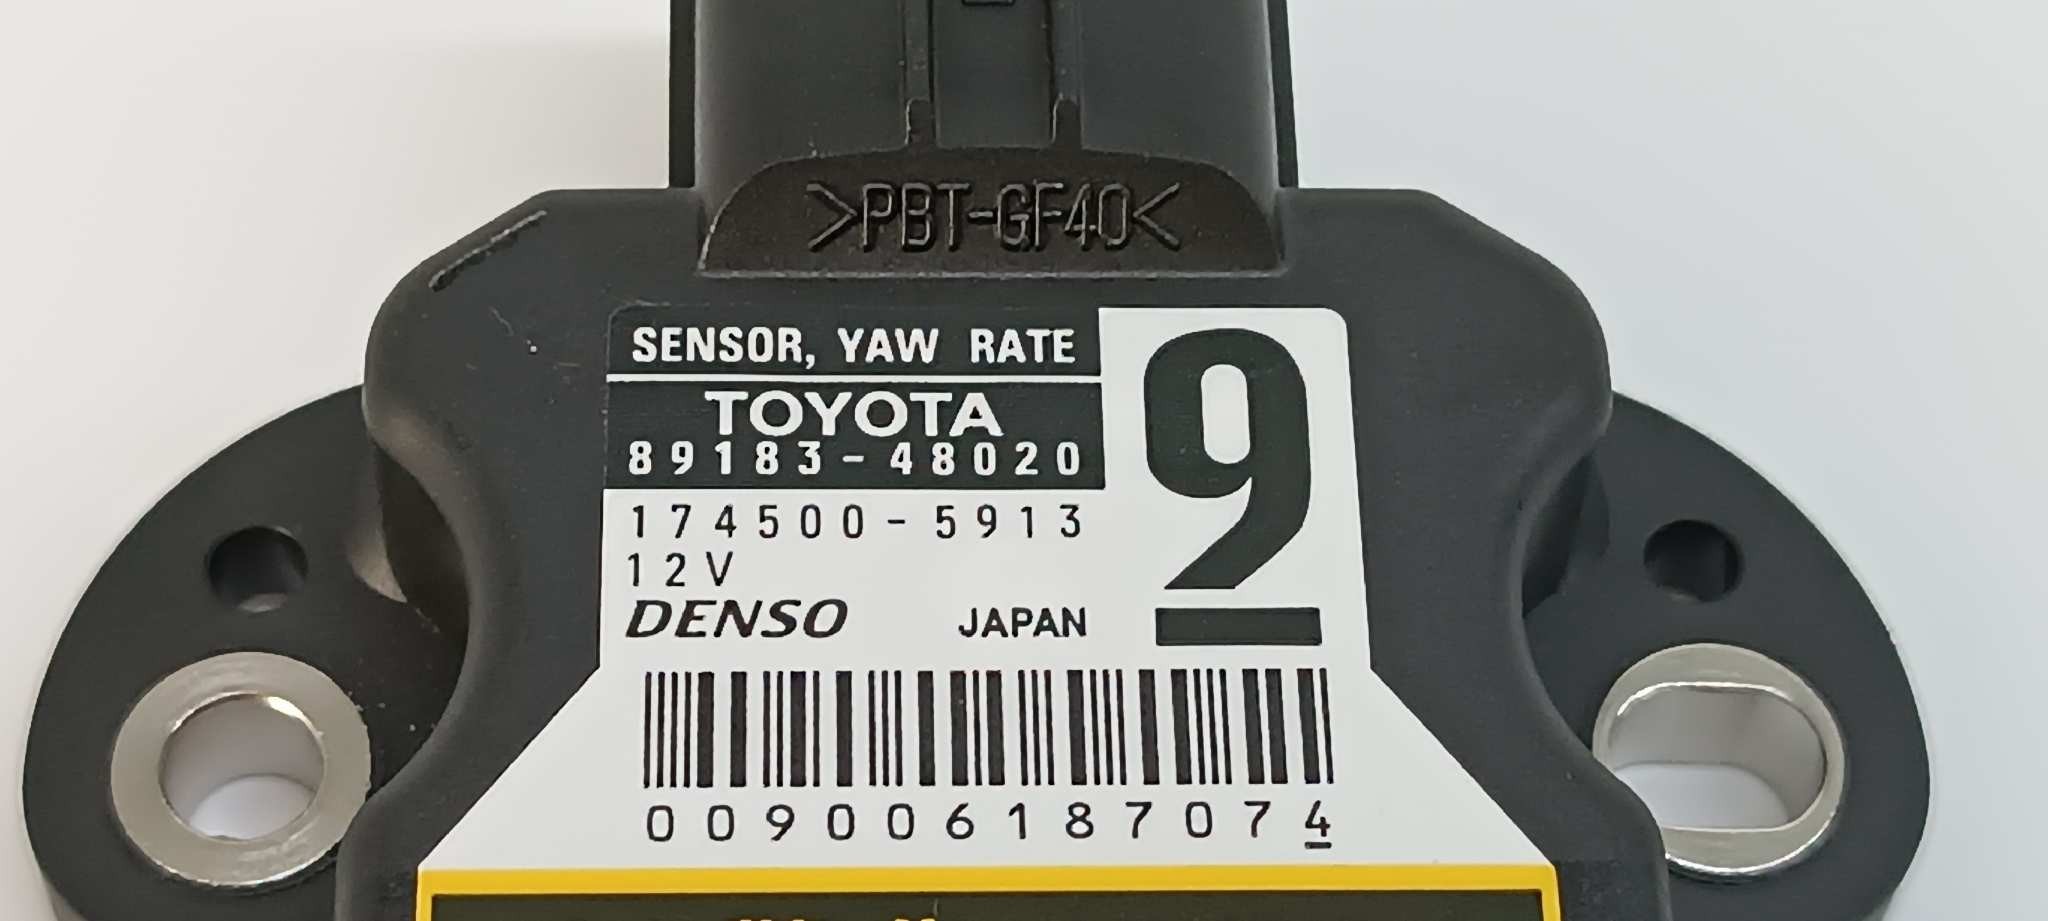 >PBT-GF40<
SENSOR, YAW RATE
TOYOTA
89183-48020
9
174500-5913
12V
DENSO JAPAN
009006187074